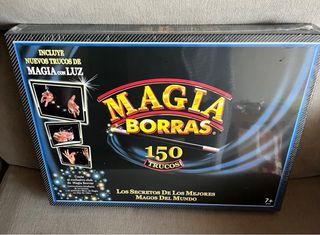 INCLUYE
NUEVOS TRUCOS DE
MAGIA CON LUZ
MAGIA
BORRAS
150
TRUCOS
LOS SECRETOS DE LOS MEJORES
MAGOS DEL MUNDO
7+